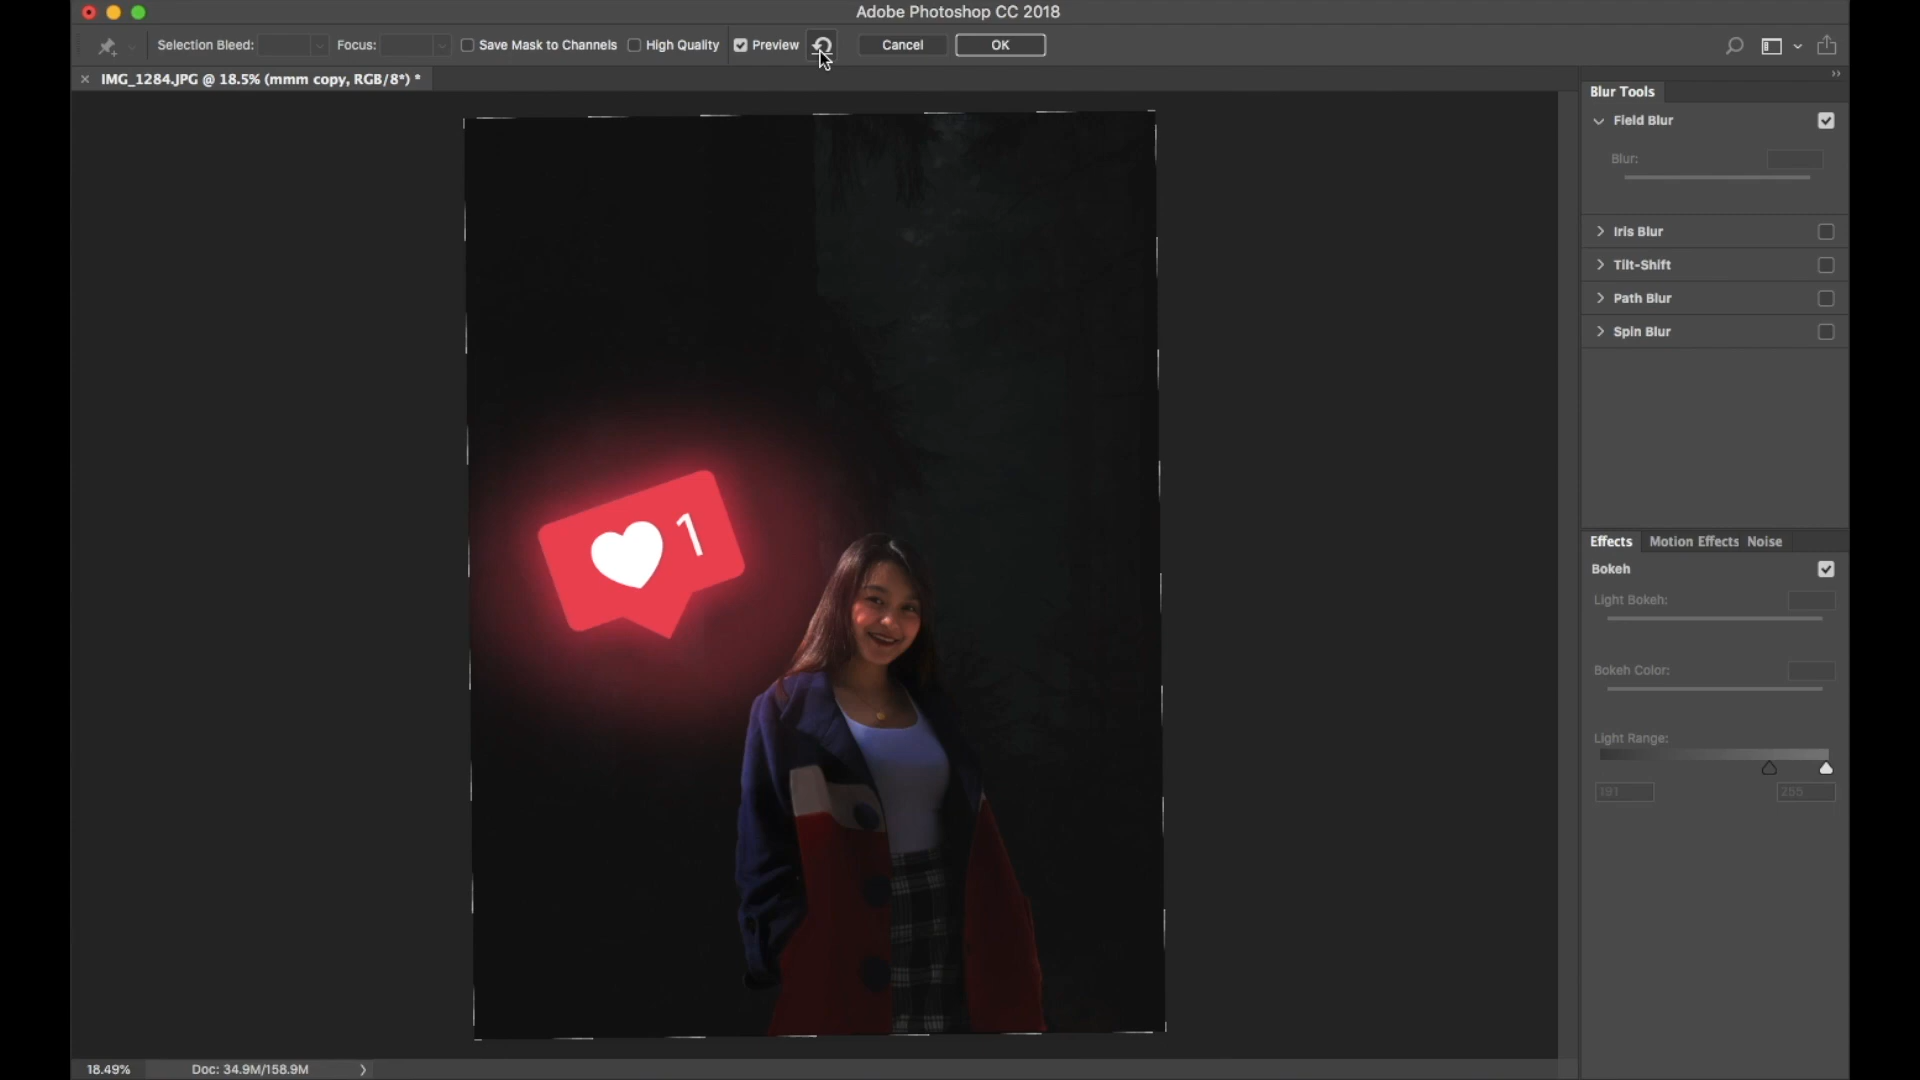 Adobe Photoshop CC 2018
Selection Bleed: Focus: Save Mask to Channels High Quality Preview Cancel OK
× IMG_1284.JPG @ 18.5% (mmm copy, RGB/8*) *
Blur Tools
Field Blur
Blur:
Iris Blur
Tilt-Shift
Path Blur
Spin Blur
1
Effects Motion Effects Noise
Bokeh
Light Bokeh:
Bokeh Color:
Light Range:
191 255
18.49% Doc: 34.9M/158.9M